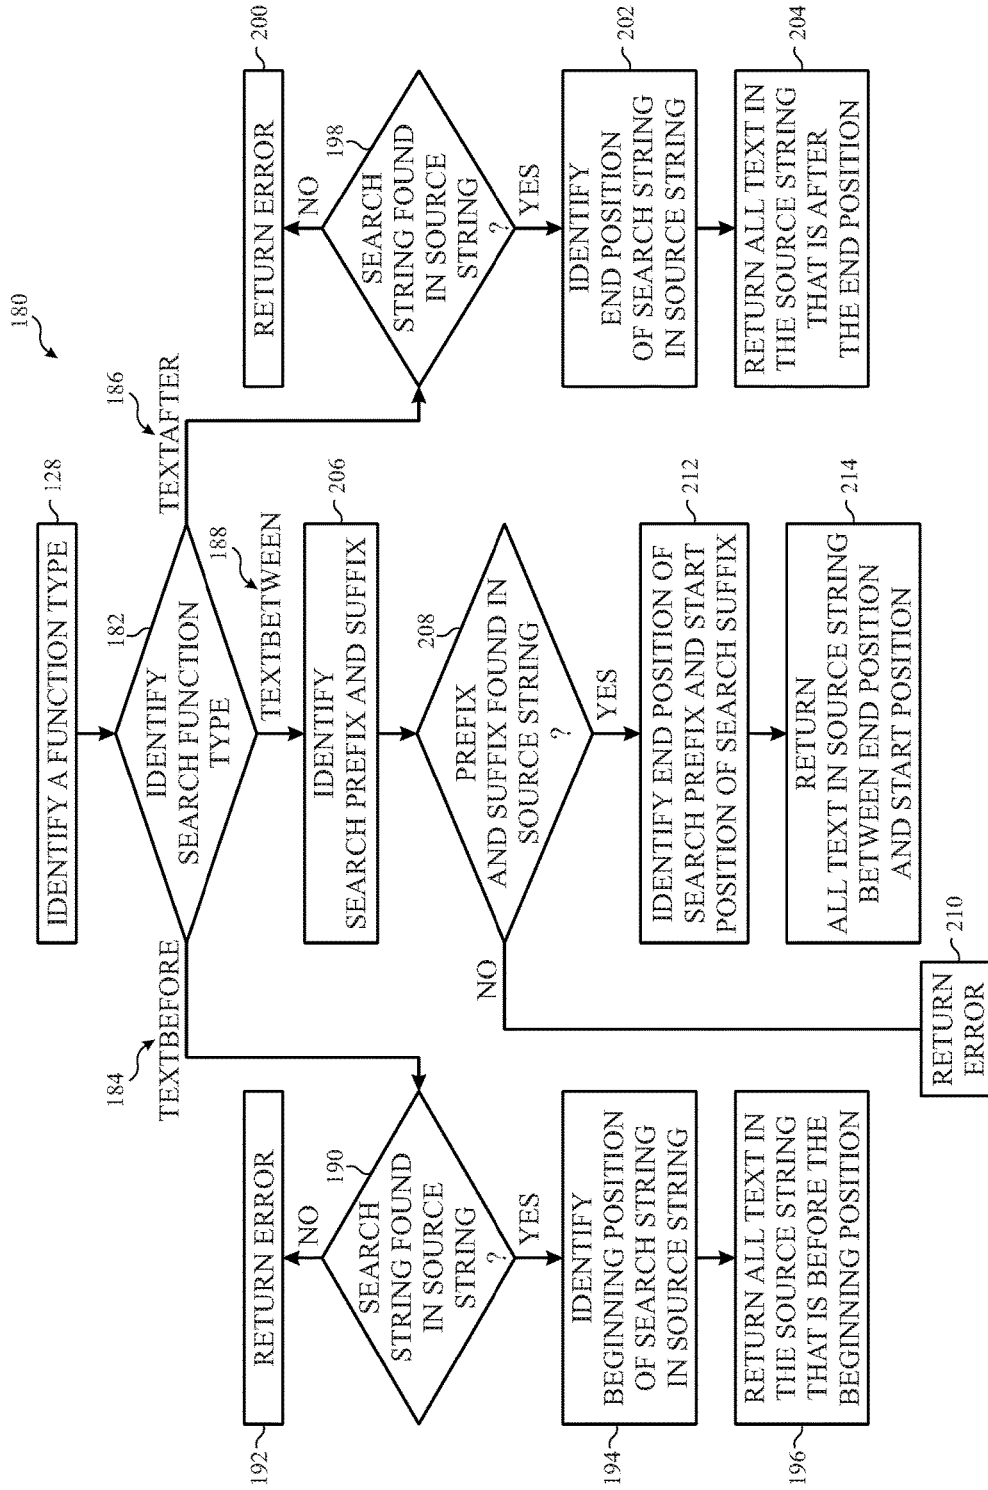 180
IDENTIFY A FUNCTION TYPE
128
IDENTIFY
SEARCH FUNCTION
TYPE
182
184
TEXTBEFORE
186
TEXTAFTER
188
TEXTBETWEEN
RETURN ERROR
192
NO
190
SEARCH
STRING FOUND
IN SOURCE
STRING
?
YES
IDENTIFY
BEGINNING POSITION
OF SEARCH STRING
IN SOURCE STRING
194
RETURN ALL TEXT IN
THE SOURCE STRING
THAT IS BEFORE THE
BEGINNING POSITION
196
IDENTIFY
SEARCH PREFIX AND SUFFIX
206
PREFIX
AND SUFFIX FOUND IN
SOURCE STRING
?
208
NO
YES
IDENTIFY END POSITION OF
SEARCH PREFIX AND START
POSITION OF SEARCH SUFFIX
212
RETURN
ALL TEXT IN SOURCE STRING
BETWEEN END POSITION
AND START POSITION
214
210
RETURN
ERROR
RETURN ERROR
200
NO
198
SEARCH
STRING FOUND
IN SOURCE
STRING
?
YES
IDENTIFY
END POSITION
OF SEARCH STRING
IN SOURCE STRING
202
RETURN ALL TEXT IN
THE SOURCE STRING
THAT IS AFTER
THE END POSITION
204